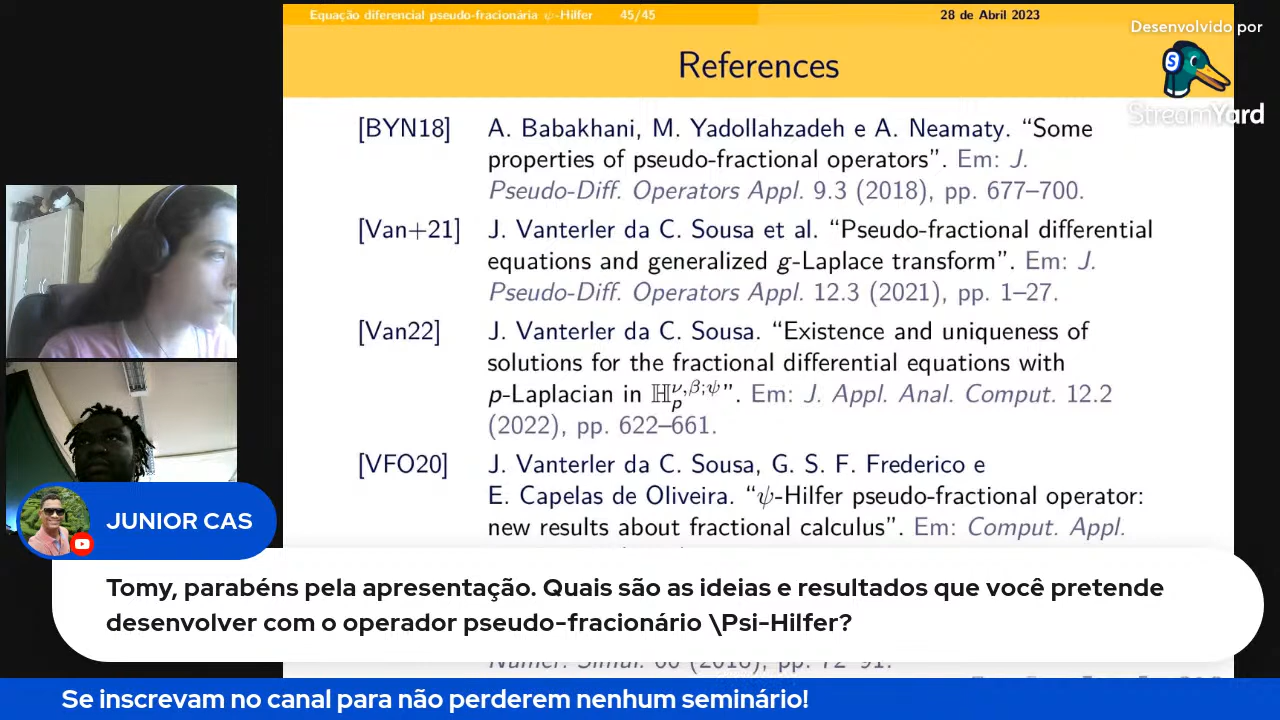 Equação diferencial pseudo-fracionária ψ-Hilfer 45/45 28 de Abril 2023
Desenvolvido por
StreamYard
References
[BYN18] A. Babakhani, M. Yadollahzadeh e A. Neamaty. “Some
properties of pseudo-fractional operators”. Em: J.
Pseudo-Diff. Operators Appl. 9.3 (2018), pp. 677–700.
[Van+21] J. Vanterler da C. Sousa et al. “Pseudo-fractional differential
equations and generalized g-Laplace transform”. Em: J.
Pseudo-Diff. Operators Appl. 12.3 (2021), pp. 1–27.
[Van22] J. Vanterler da C. Sousa. “Existence and uniqueness of
solutions for the fractional differential equations with
p-Laplacian in ℍ_p^{ν,β;ψ}”. Em: J. Appl. Anal. Comput. 12.2
(2022), pp. 622–661.
[VFO20] J. Vanterler da C. Sousa, G. S. F. Frederico e
E. Capelas de Oliveira. “ψ-Hilfer pseudo-fractional operator:
new results about fractional calculus”. Em: Comput. Appl.
JUNIOR CAS
Tomy, parabéns pela apresentação. Quais são as ideias e resultados que você pretende
desenvolver com o operador pseudo-fracionário \Psi-Hilfer?
Se inscrevam no canal para não perderem nenhum seminário!